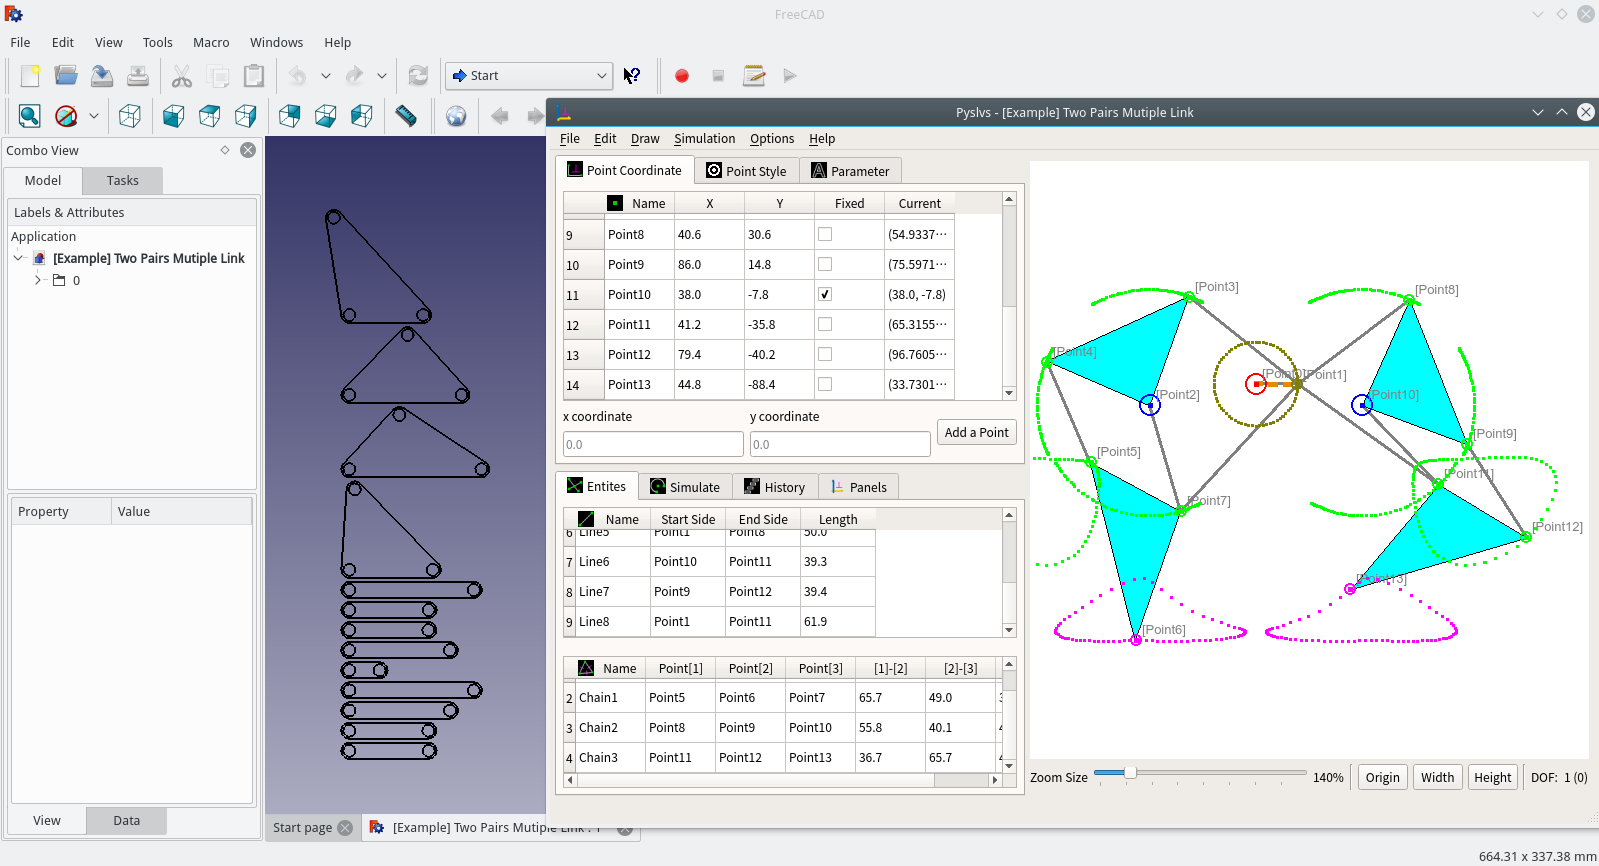 FreeCAD
File Edit View Tools Macro Windows Help
Start
Combo View
Model Tasks
Labels & Attributes
Application
[Example] Two Pairs Mutiple Link
0
Property Value
View Data
Start page
[Example] Two Pairs Mutiple Link : 1
664.31 x 337.38 mm
Pyslvs - [Example] Two Pairs Mutiple Link
File Edit Draw Simulation Options Help
Point Coordinate Point Style Parameter
Name X Y Fixed Current
9 Point8 40.6 30.6 (54.9337···
10 Point9 86.0 14.8 (75.5971···
11 Point10 38.0 -7.8 (38.0, -7.8)
12 Point11 41.2 -35.8 (65.3155···
13 Point12 79.4 -40.2 (96.7605···
14 Point13 44.8 -88.4 (33.7301···
x coordinate y coordinate
0.0 0.0 Add a Point
Entites Simulate History Panels
Name Start Side End Side Length
6 Line5 Point1 Point8 50.0
7 Line6 Point10 Point11 39.3
8 Line7 Point9 Point12 39.4
9 Line8 Point1 Point11 61.9
Name Point[1] Point[2] Point[3] [1]-[2] [2]-[3]
2 Chain1 Point5 Point6 Point7 65.7 49.0
3 Chain2 Point8 Point9 Point10 55.8 40.1
4 Chain3 Point11 Point12 Point13 36.7 65.7
[Point3]
[Point8]
[Point4]
[Point0]
[Point1]
[Point2]
[Point10]
[Point9]
[Point5]
[Point11]
[Point7]
[Point12]
[Point13]
[Point6]
Zoom Size 140% Origin Width Height DOF: 1 (0)